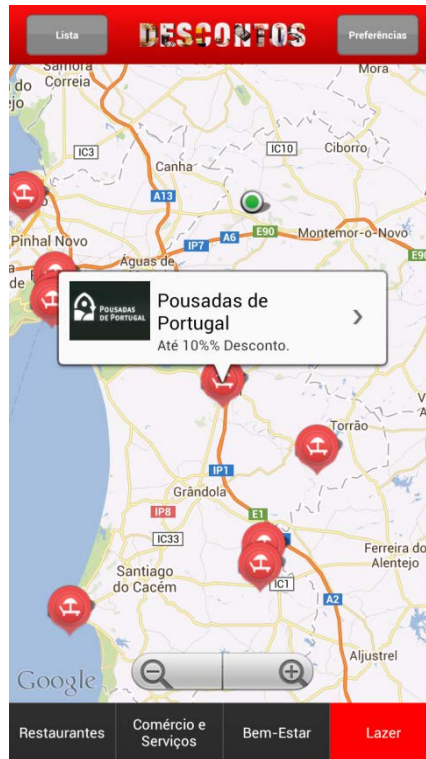 Lista
DESCONTOS
Preferências
Samora
Correia
do
ejo
Mora
IC3
IC10
Ciborro
Canha
A13
Pinhal Novo
IP7
A6
E90
Montemor-o-Novo
E90
Águas de
de
POUSADAS
DE PORTUGAL
Pousadas de
Portugal
Até 10%% Desconto.
Torrão
IP1
Grândola
IP8
E1
IC33
Ferreira do
Alentejo
Santiago
do Cacém
IC1
A2
Aljustrel
Google
Restaurantes
Comércio e
Serviços
Bem-Estar
Lazer